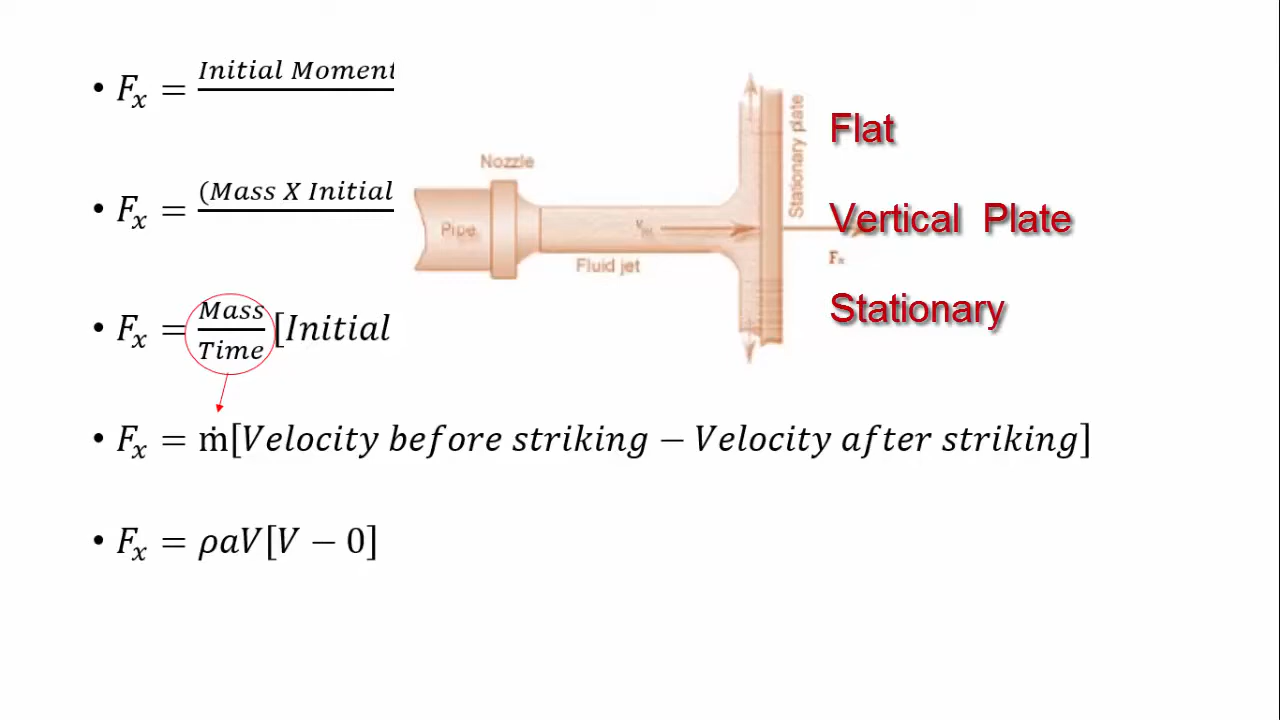 • Fₓ = Initial Moment
• Fₓ = (Mass X Initial
• Fₓ = Mass/Time [Initial
• Fₓ = ṁ[Velocity before striking − Velocity after striking]
• Fₓ = ρaV[V − 0]
Nozzle
Pipe
Fluid jet
Stationary plate
Fₓ
Flat
Vertical Plate
Stationary